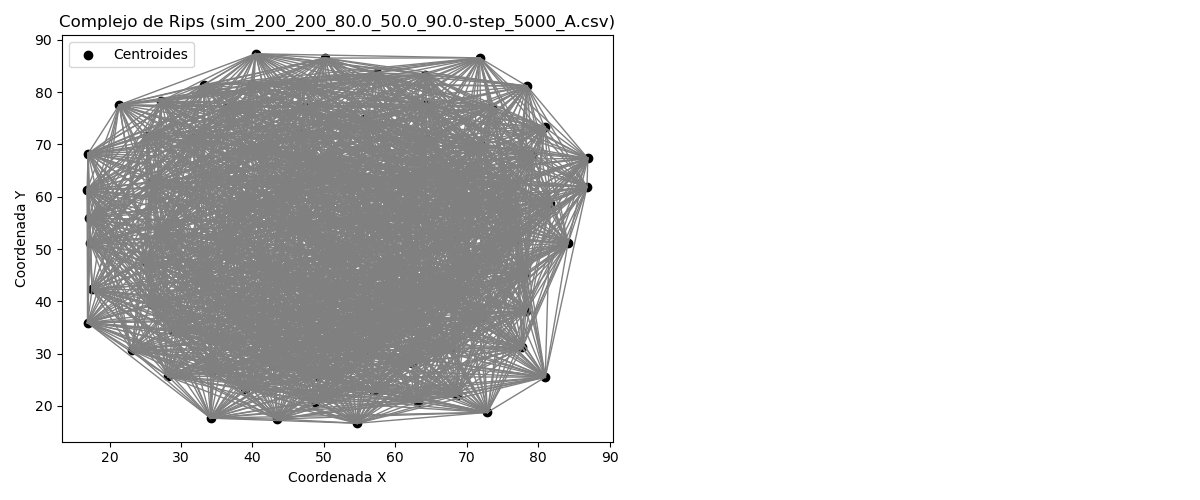 Complejo de Rips (sim_200_200_80.0_50.0_90.0-step_5000_A.csv)
Centroides
90
80
70
60
50
40
30
20
Coordenada Y
20 30 40 50 60 70 80 90
Coordenada X